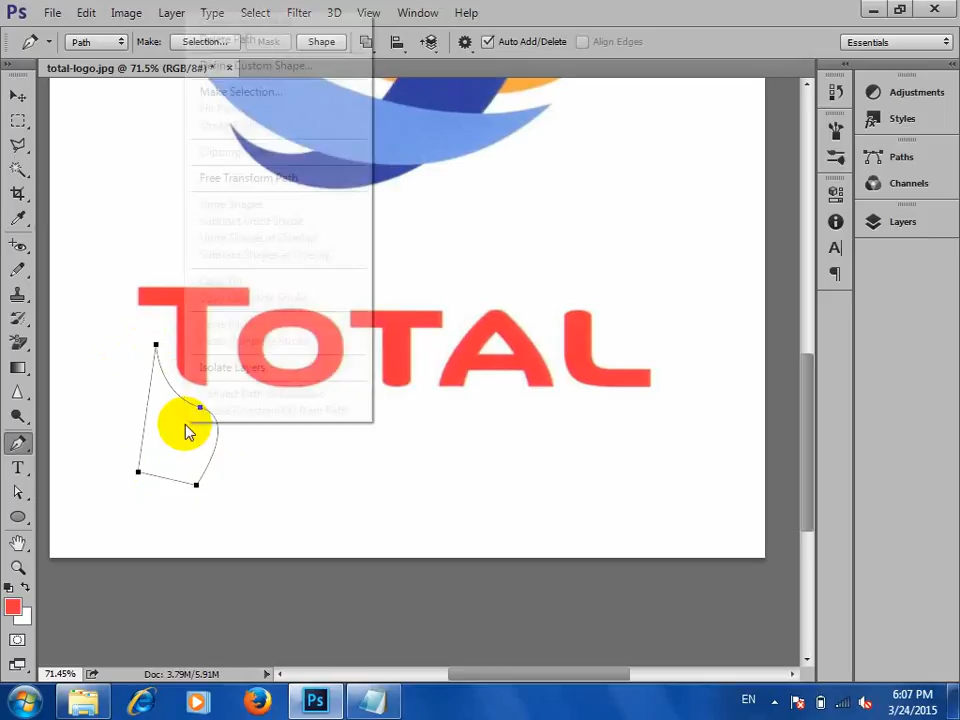 Ps File Edit Image Layer Type Select Filter 3D View Window Help
Path Make: Selection... Mask Shape Auto Add/Delete Align Edges Essentials
total-logo.jpg @ 71.5% (RGB/8#) * ×
Define Custom Shape...
Make Selection...
Free Transform Path
Isolate Layers...
TOTAL
Adjustments
Styles
Paths
Channels
Layers
71.45% Doc: 3.79M/5.91M
EN 6:07 PM
3/24/2015